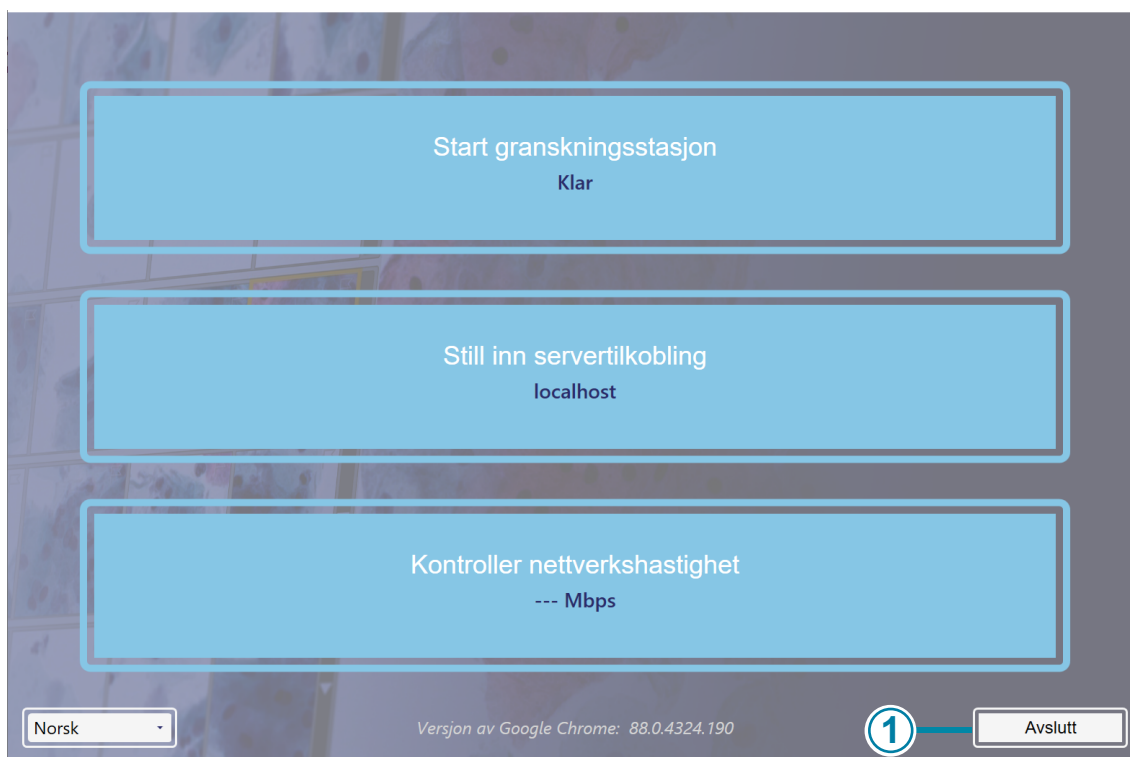 Start granskningsstasjon
Klar
Still inn servertilkobling
localhost
Kontroller nettverkshastighet
--- Mbps
Norsk
Versjon av Google Chrome: 88.0.4324.190
1
Avslutt